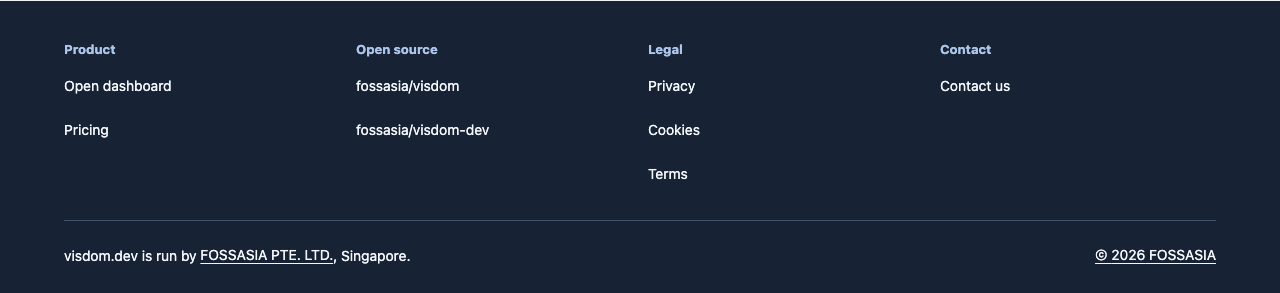 Product
Open dashboard
Pricing
Open source
fossasia/visdom
fossasia/visdom-dev
Legal
Privacy
Cookies
Terms
Contact
Contact us
visdom.dev is run by FOSSASIA PTE. LTD., Singapore.
© 2026 FOSSASIA